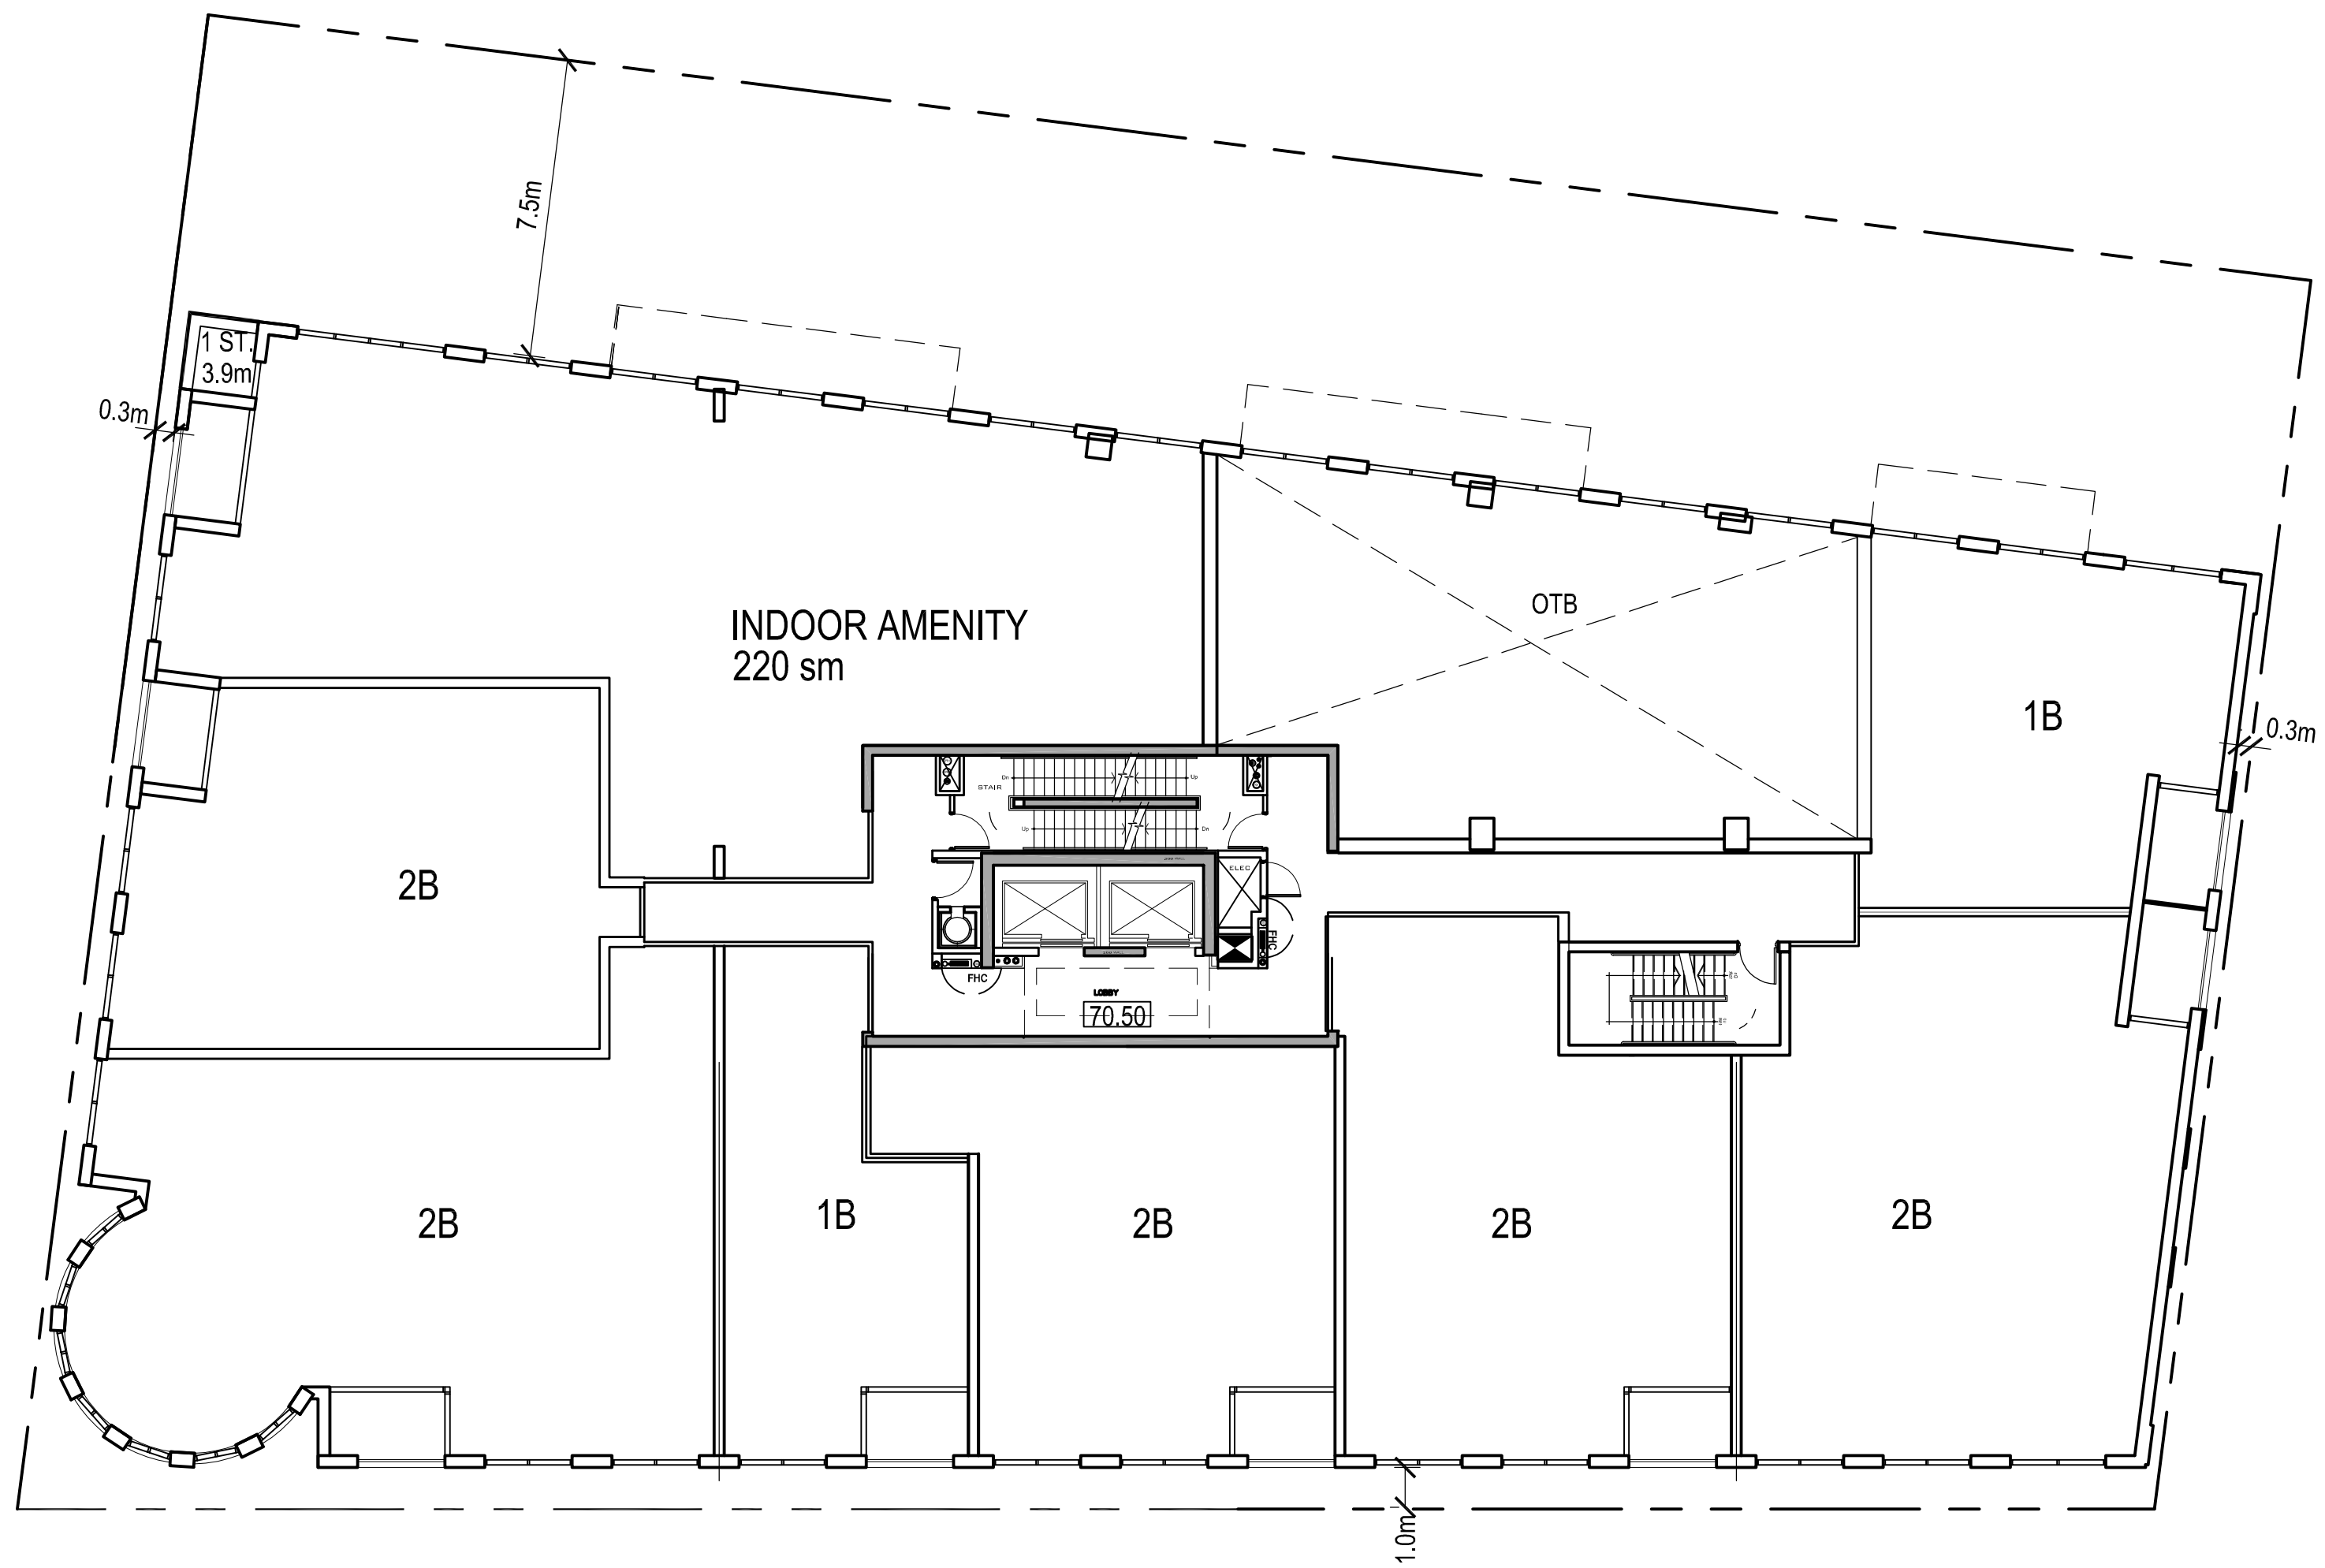 7.5m
1 ST.
3.9m
0.3m
INDOOR AMENITY
220 sm
OTB
1B
0.3m
Dn
Up
STAIR
Up
Dn
ELEC
2B
FHC
FHC
LOBBY
70.50
2B
1B
2B
2B
2B
1.0m